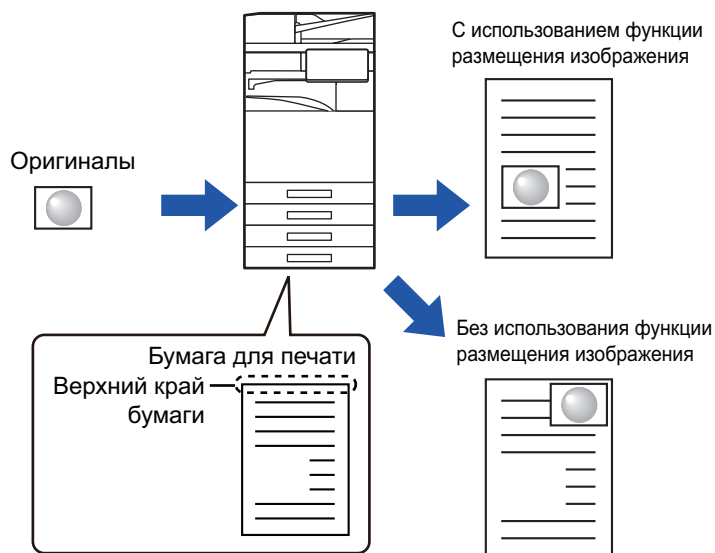 С использованием функции
размещения изображения
Оригиналы
Без использования функции
размещения изображения
Бумага для печати
Верхний край
бумаги